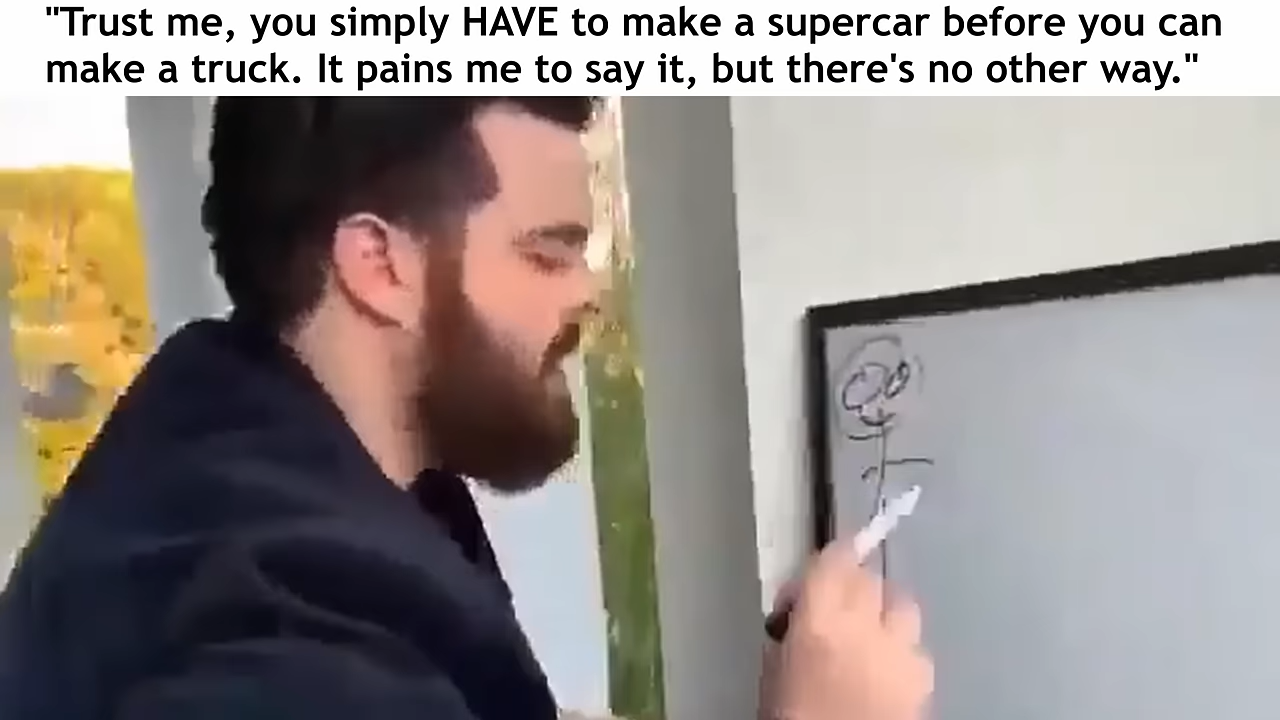 "Trust me, you simply HAVE to make a supercar before you can
make a truck. It pains me to say it, but there's no other way."